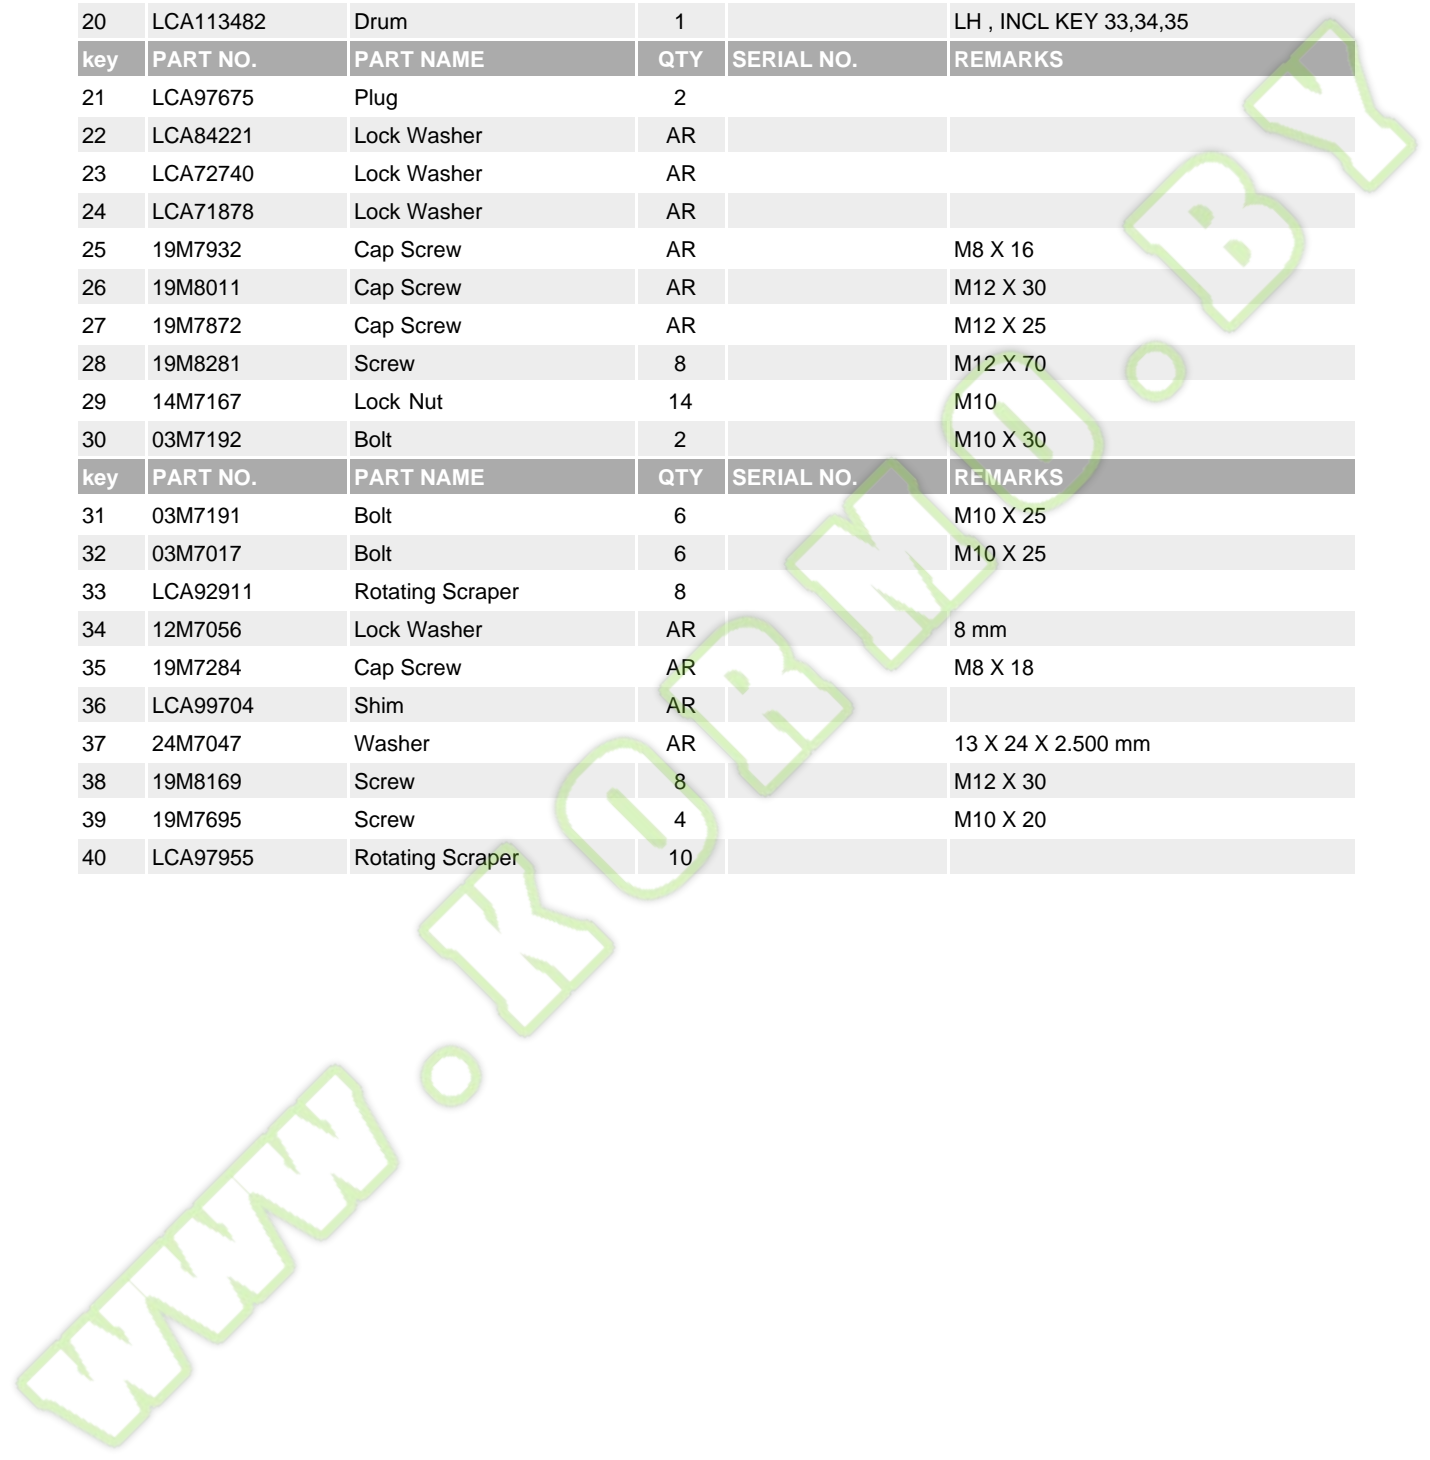 20 LCA113482 Drum 1 LH , INCL KEY 33,34,35
key PART NO. PART NAME QTY SERIAL NO. REMARKS
21 LCA97675 Plug 2
22 LCA84221 Lock Washer AR
23 LCA72740 Lock Washer AR
24 LCA71878 Lock Washer AR
25 19M7932 Cap Screw AR M8 X 16
26 19M8011 Cap Screw AR M12 X 30
27 19M7872 Cap Screw AR M12 X 25
28 19M8281 Screw 8 M12 X 70
29 14M7167 Lock Nut 14 M10
30 03M7192 Bolt 2 M10 X 30
key PART NO. PART NAME QTY SERIAL NO. REMARKS
31 03M7191 Bolt 6 M10 X 25
32 03M7017 Bolt 6 M10 X 25
33 LCA92911 Rotating Scraper 8
34 12M7056 Lock Washer AR 8 mm
35 19M7284 Cap Screw AR M8 X 18
36 LCA99704 Shim AR
37 24M7047 Washer AR 13 X 24 X 2.500 mm
38 19M8169 Screw 8 M12 X 30
39 19M7695 Screw 4 M10 X 20
40 LCA97955 Rotating Scraper 10
WWW.KORMO.BY